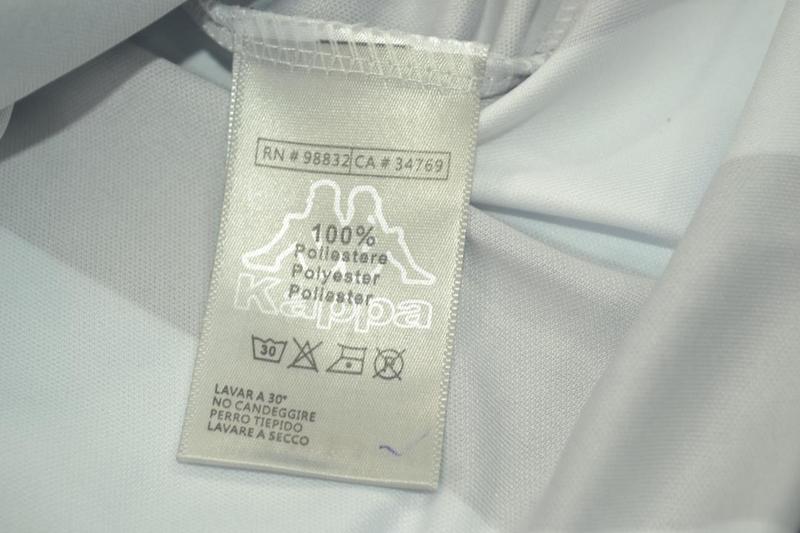 RN # 98832 CA # 34769
100%
Poliestere
Polyester
Poliester
Kappa
30 R
LAVAR A 30°
NO CANDEGGIRE
PERRO TIEPIDO
LAVARE A SECCO